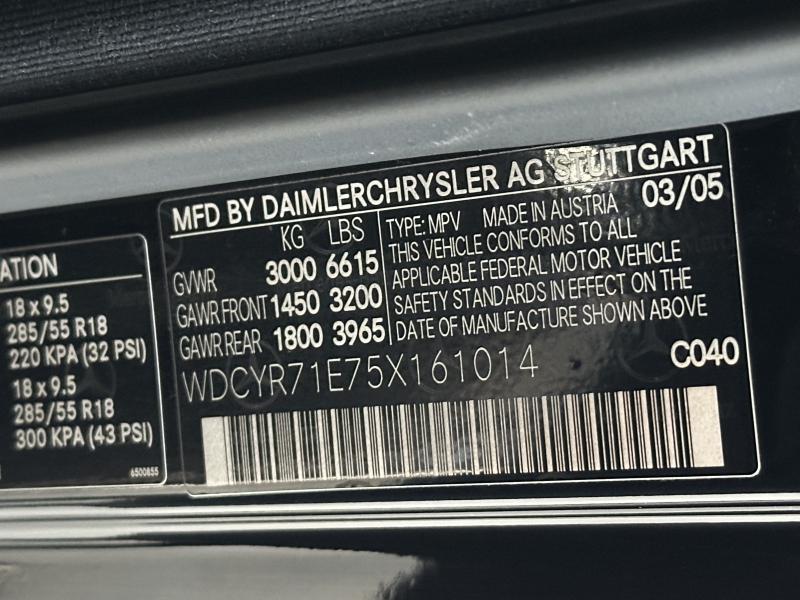 ATION
18 x 9.5
285/55 R18
220 KPA (32 PSI)
18 x 9.5
285/55 R18
300 KPA (43 PSI)
6500855
MFD BY DAIMLERCHRYSLER AG STUTTGART
KG LBS
GVWR 3000 6615
GAWR FRONT 1450 3200
GAWR REAR 1800 3965
TYPE: MPV MADE IN AUSTRIA 03/05
THIS VEHICLE CONFORMS TO ALL
APPLICABLE FEDERAL MOTOR VEHICLE
SAFETY STANDARDS IN EFFECT ON THE
DATE OF MANUFACTURE SHOWN ABOVE
WDCYR71E75X161014 C040